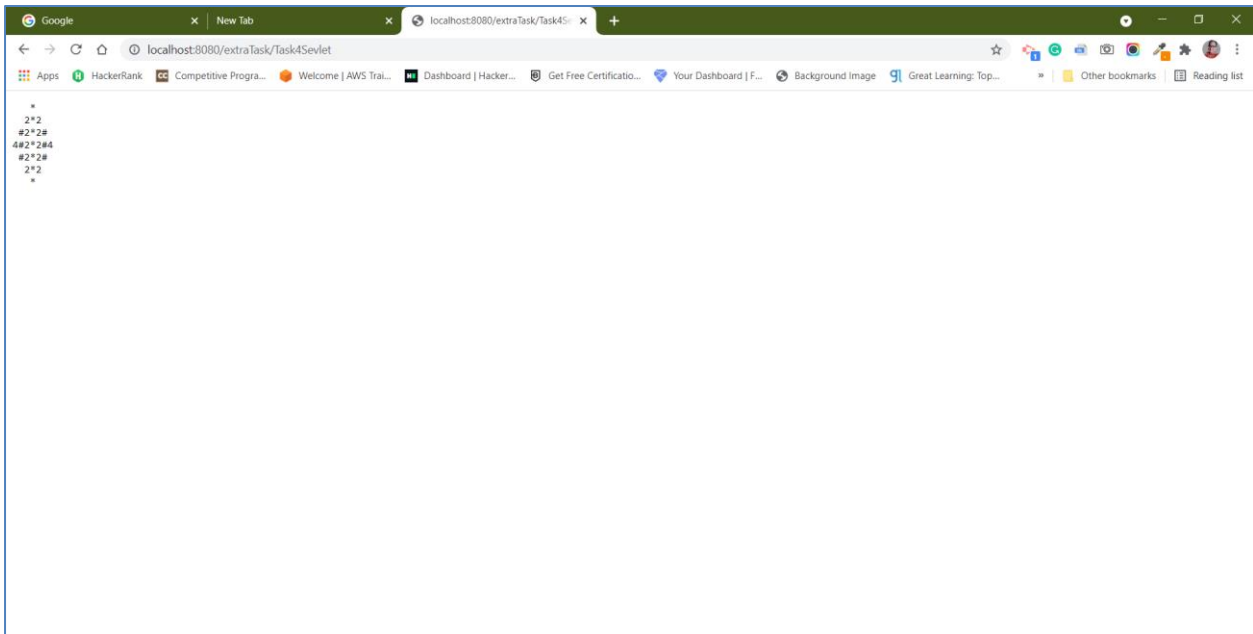 Google
New Tab
localhost:8080/extraTask/Task4Se
localhost:8080/extraTask/Task4Sevlet
Apps HackerRank Competitive Progra... Welcome | AWS Trai... Dashboard | Hacker... Get Free Certificatio... Your Dashboard | F... Background Image Great Learning: Top... » Other bookmarks Reading list
*
2*2
#2*2#
4#2*2#4
#2*2#
2*2
*